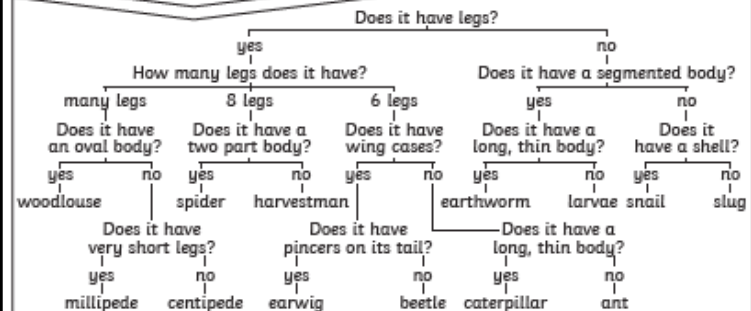 Does it have legs?
yes no
How many legs does it have? Does it have a segmented body?
many legs 8 legs 6 legs yes no
Does it have Does it have a Does it have Does it have a Does it
an oval body? two part body? wing cases? long, thin body? have a shell?
yes no yes no yes no yes no yes no
woodlouse spider harvestman earthworm larvae snail slug
Does it have Does it have Does it have a
very short legs? pincers on its tail? long, thin body?
yes no yes no yes no
millipede centipede earwig beetle caterpillar ant